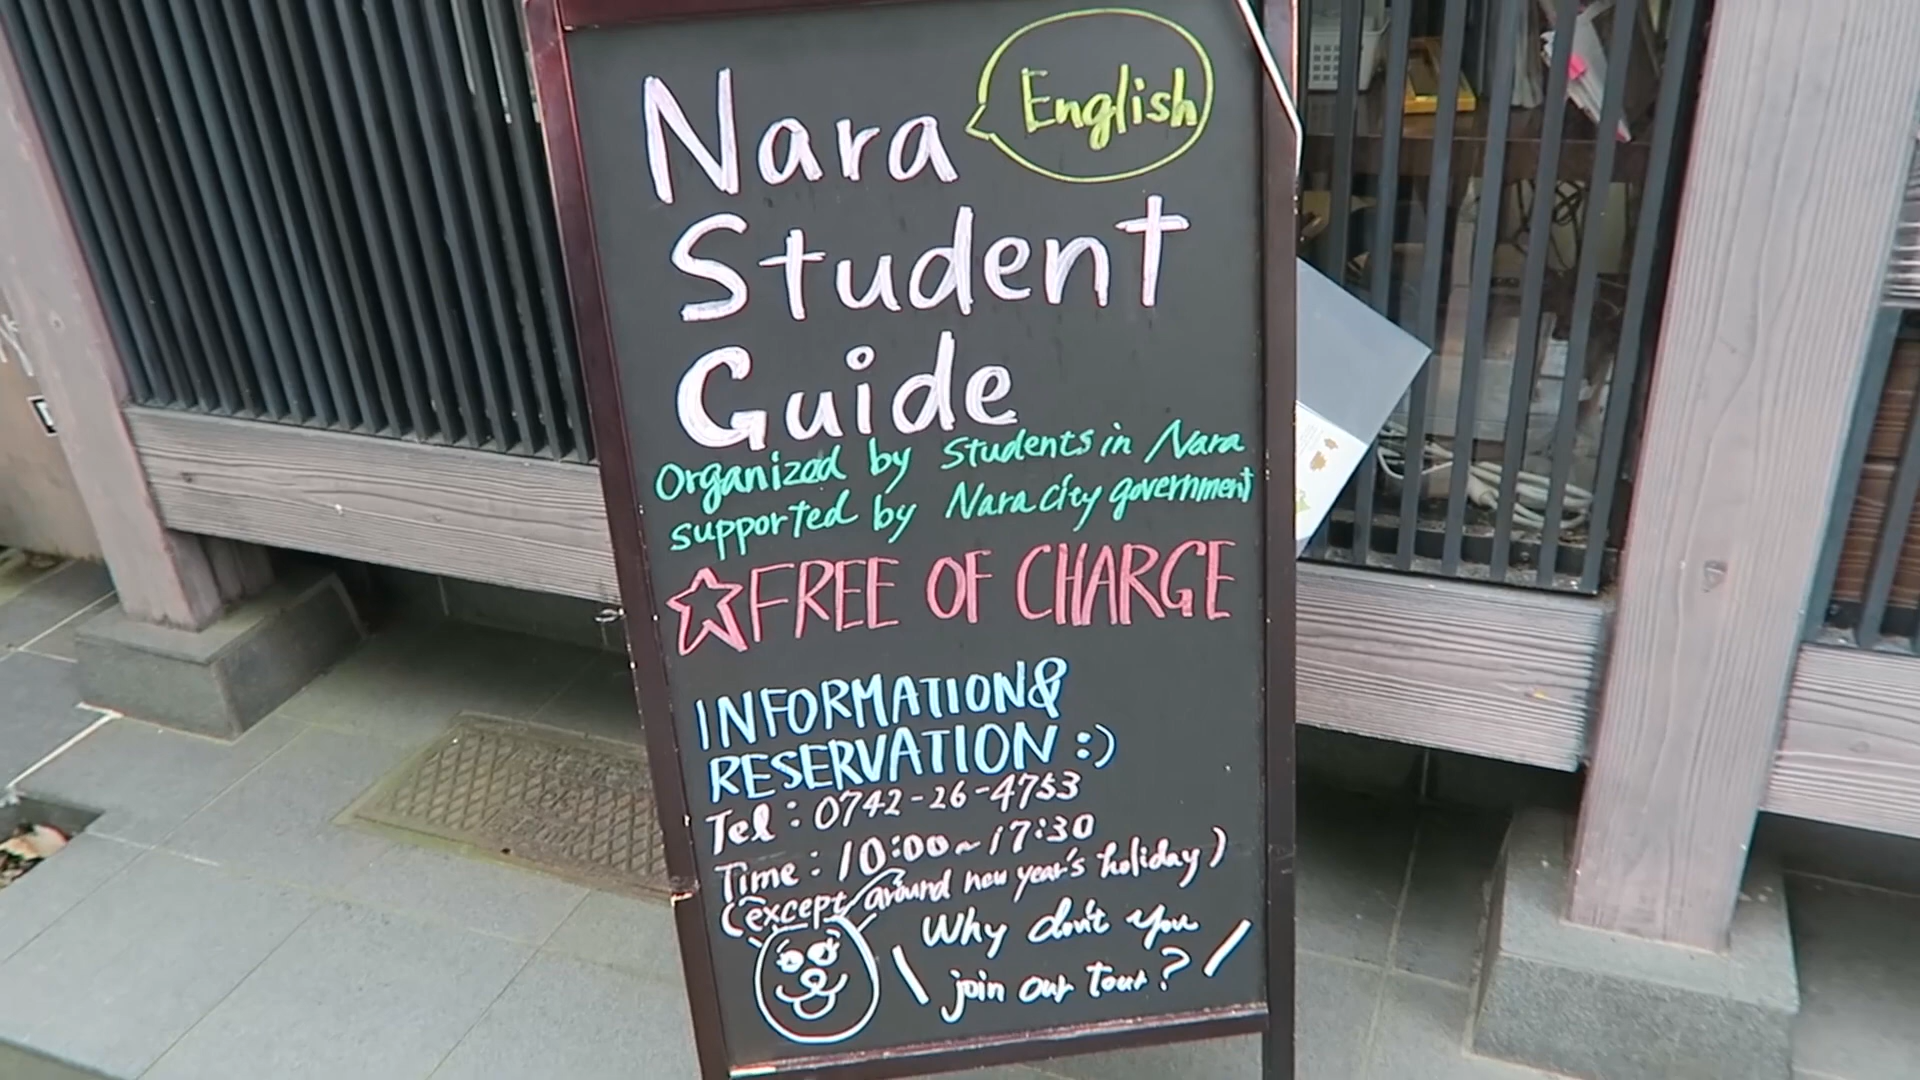 Nara
English
Student
Guide
Organized by Students in Nara
supported by Nara city government
☆FREE OF CHARGE
INFORMATION&
RESERVATION :)
Tel : 0742-26-4753
Time : 10:00~17:30
(except around new year's holiday)
\ Why don't you
join our tour? /